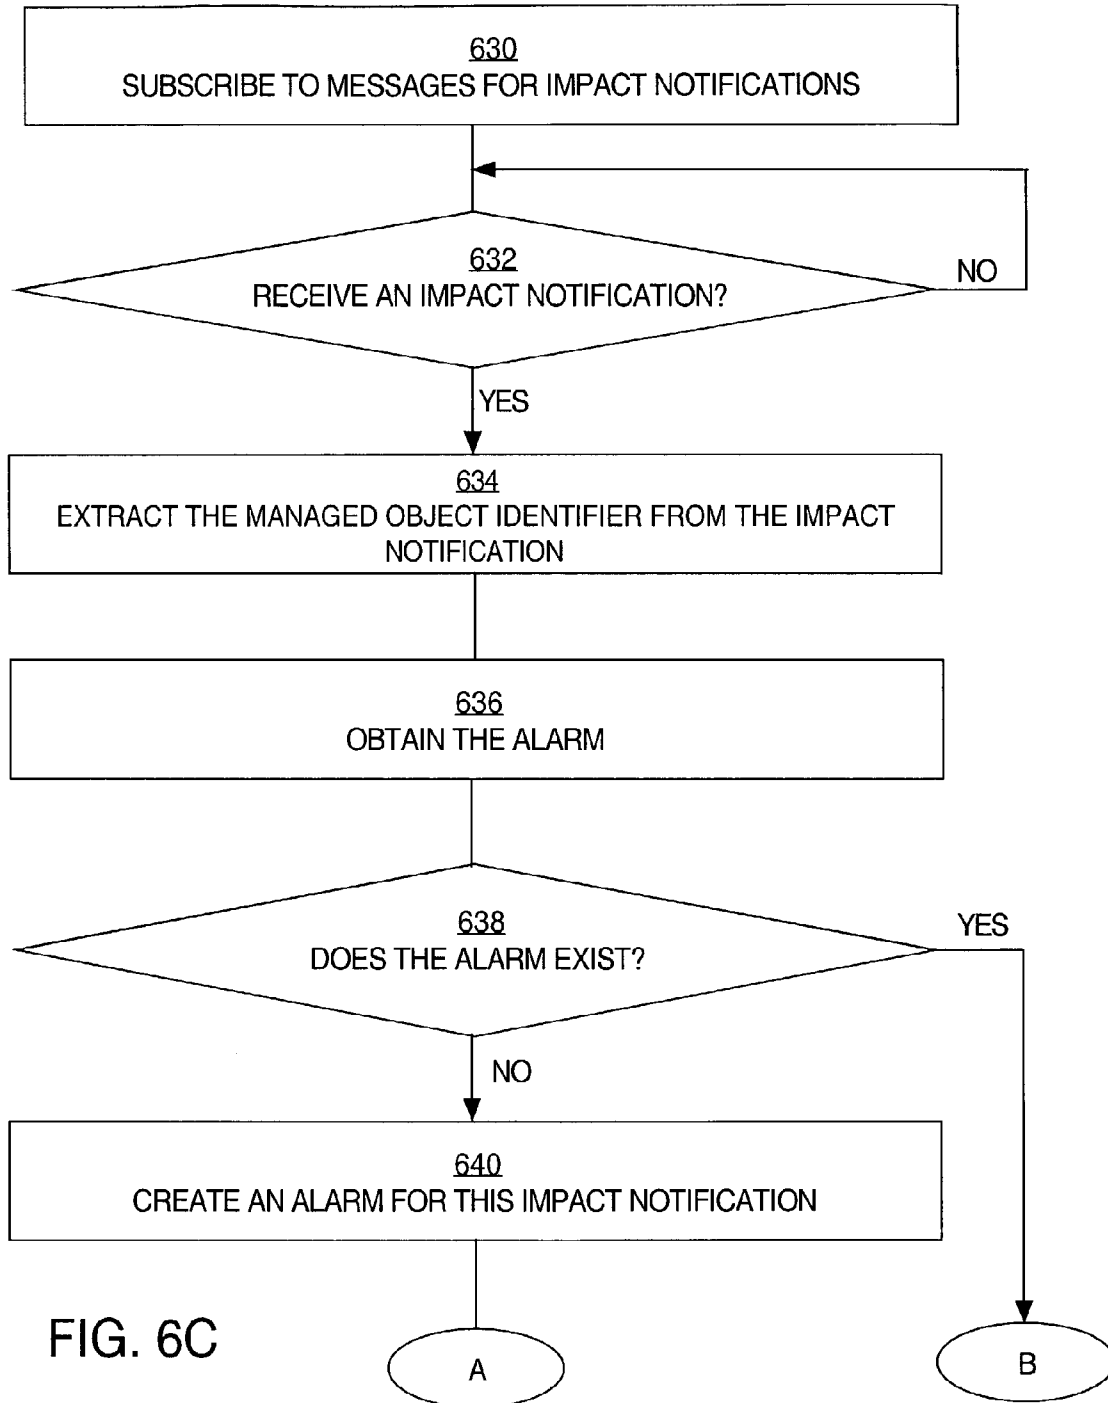 630
SUBSCRIBE TO MESSAGES FOR IMPACT NOTIFICATIONS
632
RECEIVE AN IMPACT NOTIFICATION?
NO
YES
634
EXTRACT THE MANAGED OBJECT IDENTIFIER FROM THE IMPACT
NOTIFICATION
636
OBTAIN THE ALARM
638
DOES THE ALARM EXIST?
YES
NO
640
CREATE AN ALARM FOR THIS IMPACT NOTIFICATION
FIG. 6C
A
B